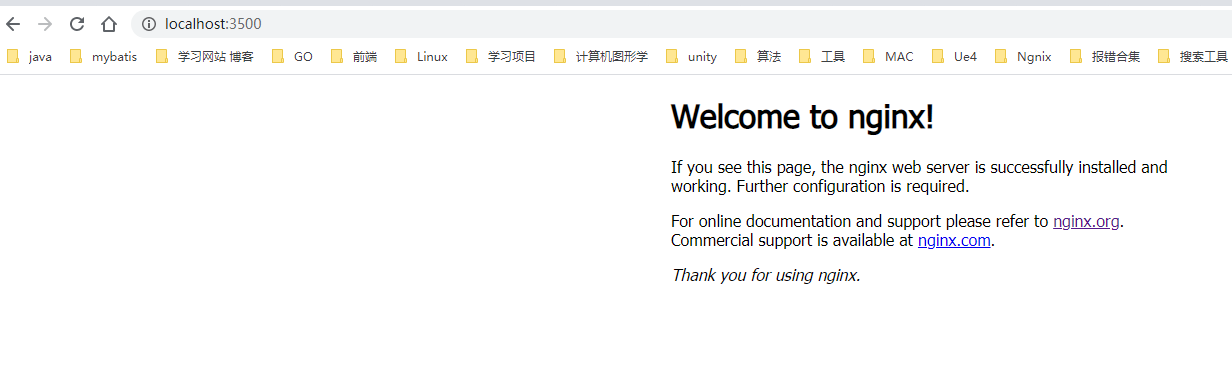 localhost:3500
java mybatis 学习网站 博客 GO 前端 Linux 学习项目 计算机图形学 unity 算法 工具 MAC Ue4 Ngnix 报错合集 搜索工具
Welcome to nginx!
If you see this page, the nginx web server is successfully installed and
working. Further configuration is required.
For online documentation and support please refer to nginx.org.
Commercial support is available at nginx.com.
Thank you for using nginx.